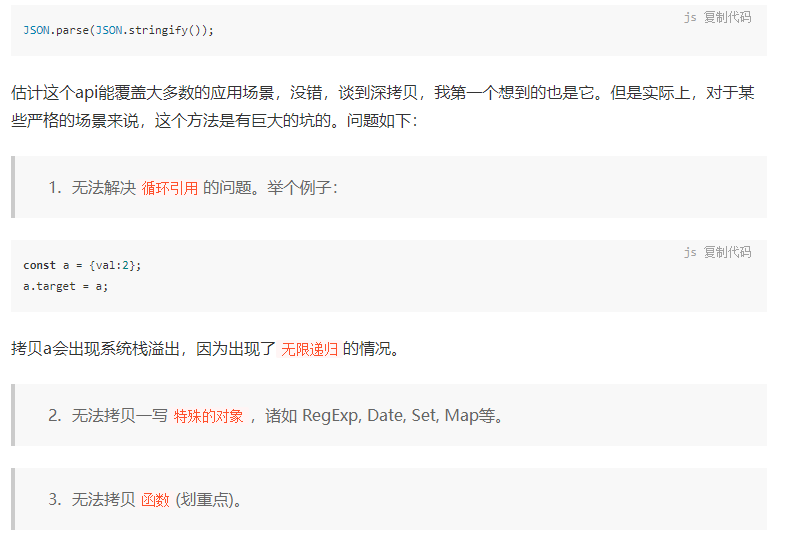 js 复制代码
JSON.parse(JSON.stringify());
估计这个api能覆盖大多数的应用场景，没错，谈到深拷贝，我第一个想到的也是它。但是实际上，对于某
些严格的场景来说，这个方法是有巨大的坑的。问题如下：
1. 无法解决 循环引用 的问题。举个例子：
js 复制代码
const a = {val:2};
a.target = a;
拷贝a会出现系统栈溢出，因为出现了 无限递归 的情况。
2. 无法拷贝一写 特殊的对象 ，诸如 RegExp, Date, Set, Map等。
3. 无法拷贝 函数 (划重点)。